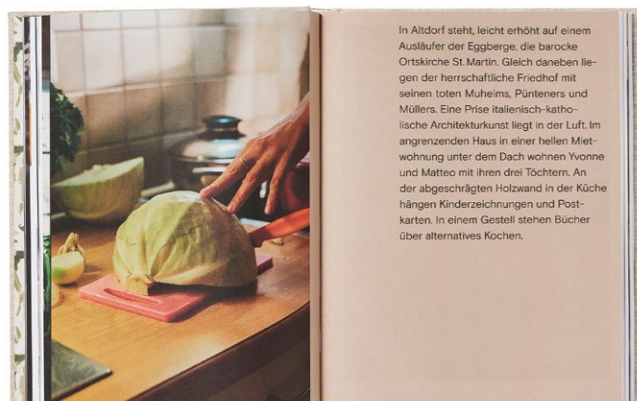 In Altdorf steht, leicht erhöht auf einem
Ausläufer der Eggberge, die barocke
Ortskirche St. Martin. Gleich daneben lie-
gen der herrschaftliche Friedhof mit
seinen toten Muheims, Pünteners und
Müllers. Eine Prise italienisch-katho-
lische Architekturkunst liegt in der Luft. Im
angrenzenden Haus in einer hellen Miet-
wohnung unter dem Dach wohnen Yvonne
und Matteo mit ihren drei Töchtern. An
der abgeschrägten Holzwand in der Küche
hängen Kinderzeichnungen und Post-
karten. In einem Gestell stehen Bücher
über alternatives Kochen.